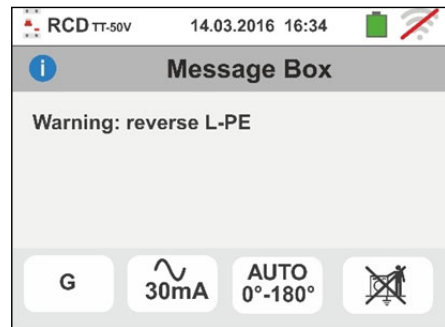 RCD TT-50V 14.03.2016 16:34
Message Box
Warning: reverse L-PE
G 30mA AUTO 0°-180°